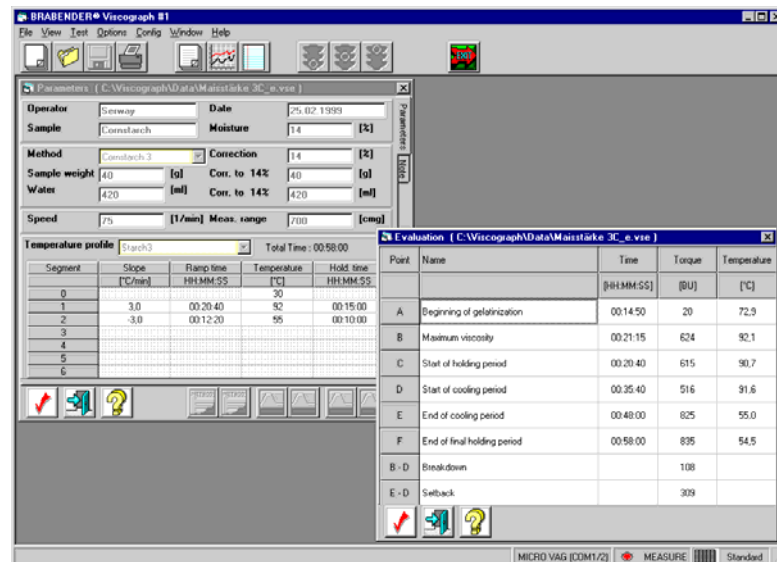 BRABENDER® Viscograph #1
File View Test Options Config Window Help
EXIT
Parameters ( C:\Viscograph\Data\Maisstärke 3C_e.vse )
Operator Serway Date 25.02.1999
Sample Cornstarch Moisture 14 [%]
Method Cornstarch 3 Correction 14 [%]
Sample weight 40 [g] Corr. to 14% 40 [g]
Water 420 [ml] Corr. to 14% 420 [ml]
Speed 75 [1/min] Meas. range 700 [cmg]
Temperature profile Starch3 Total Time : 00:58:00
Segment Slope Ramp time Temperature Hold. time
[°C/min] HH:MM:SS [°C] HH:MM:SS
0 30
1 3,0 00:20:40 92 00:15:00
2 -3,0 00:12:20 55 00:10:00
3
4
5
6
Parameters
Note
Evaluation ( C:\Viscograph\Data\Maisstärke 3C_e.vse )
Point Name Time Torque Temperature
[HH:MM:SS] [BU] [°C]
A Beginning of gelatinization 00:14:50 20 72,9
B Maximum viscosity 00:21:15 624 92,1
C Start of holding period 00:20:40 615 90,7
D Start of cooling period 00:35:40 516 91,6
E End of cooling period 00:48:00 825 55,0
F End of final holding period 00:58:00 835 54,5
B - D Breakdown 108
E - D Setback 309
MICRO VAG (COM1/2) MEASURE Standard